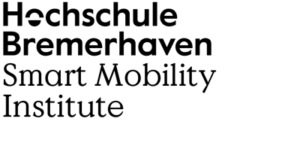 Hochschule
Bremerhaven
Smart Mobility
Institute